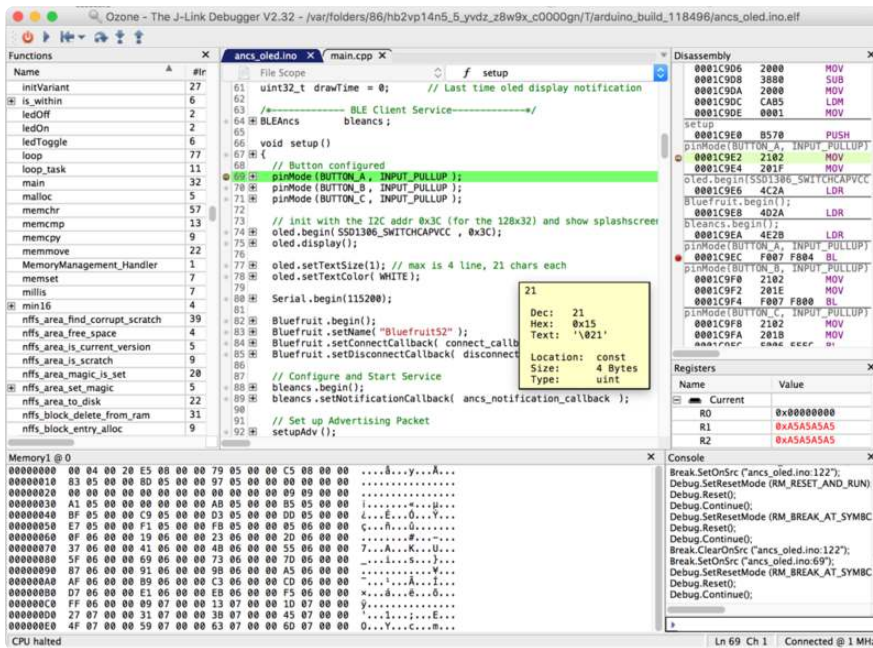 Ozone - The J-Link Debugger V2.32 - /var/folders/86/hb2vp14n5_5_yvdz_z8w9x_c0000gn/T/arduino_build_118496/ancs_oled.ino.elf
Functions
Name #Ir
initVariant 27
is_within 6
ledOff 2
ledOn 2
ledToggle 6
loop 77
loop_task 11
main 32
malloc 5
memchr 57
memcmp 13
memcpy 9
memmove 22
MemoryManagement_Handler 1
memset 7
millis 7
min16 4
nffs_area_find_corrupt_scratch 39
nffs_area_free_space 4
nffs_area_is_current_version 5
nffs_area_is_scratch 9
nffs_area_magic_is_set 20
nffs_area_set_magic 5
nffs_area_to_disk 22
nffs_block_delete_from_ram 31
nffs_block_entry_alloc 9
ancs_oled.ino X main.cpp X
File Scope f setup
61 uint32_t drawTime = 0; // Last time oled display notification
62
63 /*-------------- BLE Client Service--------------*/
64 BLEAncs bleancs ;
65
66 void setup()
67 {
68 // Button configured
69 pinMode(BUTTON_A , INPUT_PULLUP );
70 pinMode(BUTTON_B , INPUT_PULLUP );
71 pinMode(BUTTON_C , INPUT_PULLUP );
72
73 // init with the I2C addr 0x3C (for the 128x32) and show splashscreen
74 oled.begin( SSD1306_SWITCHCAPVCC , 0x3C);
75 oled.display();
76
77 oled.setTextSize(1); // max is 4 line, 21 chars each
78 oled.setTextColor( WHITE);
79
80 Serial.begin(115200);
81
82 Bluefruit .begin();
83 Bluefruit.setName( "Bluefruit52" );
84 Bluefruit.setConnectCallback( connect_callb
85 Bluefruit.setDisconnectCallback( disconnect
86
87 // Configure and Start Service
88 bleancs.begin();
89 bleancs.setNotificationCallback( ancs_notification_callback );
90
91 // Set up Advertising Packet
92 setupAdv ();
21
Dec: 21
Hex: 0x15
Text: '\021'
Location: const
Size: 4 Bytes
Type: uint
Disassembly
0001C9D6 2000 MOV
0001C9D8 3880 SUB
0001C9DA 2000 MOV
0001C9DC CAB5 LDM
0001C9DE 0001 MOV
setup
0001C9E0 B570 PUSH
pinMode(BUTTON_A, INPUT_PULLUP);
0001C9E2 2102 MOV
0001C9E4 201F MOV
oled.begin(SSD1306_SWITCHCAPVCC
0001C9E6 4C2A LDR
Bluefruit.begin();
0001C9E8 4D2A LDR
bleancs.begin();
0001C9EA 4E2B LDR
pinMode(BUTTON_A, INPUT_PULLUP)
0001C9EC F007 F804 BL
pinMode(BUTTON_B, INPUT_PULLUP)
0001C9F0 2102 MOV
0001C9F2 201E MOV
0001C9F4 F007 F800 BL
pinMode(BUTTON_C, INPUT_PULLUP)
0001C9F8 2102 MOV
0001C9FA 201B MOV
Registers
Name Value
Current
R0 0x00000000
R1 0xA5A5A5A5
R2 0xA5A5A5A5
Memory1 @ 0
00000000 00 04 00 20 E5 08 00 00 79 05 00 00 C5 08 00 00
00000010 83 05 00 00 8D 05 00 00 97 05 00 00 00 00 00 00
00000020 00 00 00 00 00 00 00 00 00 00 00 00 09 09 00 00
00000030 A1 05 00 00 00 00 00 00 AB 05 00 00 B5 05 00 00
00000040 BF 05 00 00 C9 05 00 00 D3 05 00 00 DD 05 00 00
00000050 E7 05 00 00 F1 05 00 00 FB 05 00 00 05 06 00 00
00000060 0F 06 00 00 19 06 00 00 23 06 00 00 2D 06 00 00
00000070 37 06 00 00 41 06 00 00 4B 06 00 00 55 06 00 00
00000080 5F 06 00 00 69 06 00 00 73 06 00 00 7D 06 00 00
00000090 87 06 00 00 91 06 00 00 9B 06 00 00 A5 06 00 00
000000A0 AF 06 00 00 B9 06 00 00 C3 06 00 00 CD 06 00 00
000000B0 D7 06 00 00 E1 06 00 00 EB 06 00 00 F5 06 00 00
000000C0 FF 06 00 00 09 07 00 00 13 07 00 00 1D 07 00 00
000000D0 27 07 00 00 31 07 00 00 3B 07 00 00 45 07 00 00
000000E0 4F 07 00 00 59 07 00 00 63 07 00 00 6D 07 00 00
Console
Break.SetOnSrc ("ancs_oled.ino:122");
Debug.SetResetMode (RM_RESET_AND_RUN)
Debug.Reset();
Debug.Continue();
Debug.SetResetMode (RM_BREAK_AT_SYMBC
Debug.Reset();
Debug.Continue();
Break.ClearOnSrc ("ancs_oled.ino:122");
Break.SetOnSrc ("ancs_oled.ino:69");
Debug.SetResetMode (RM_BREAK_AT_SYMBC
Debug.Reset();
Debug.Continue();
CPU halted
Ln 69 Ch 1 Connected @ 1 MHz